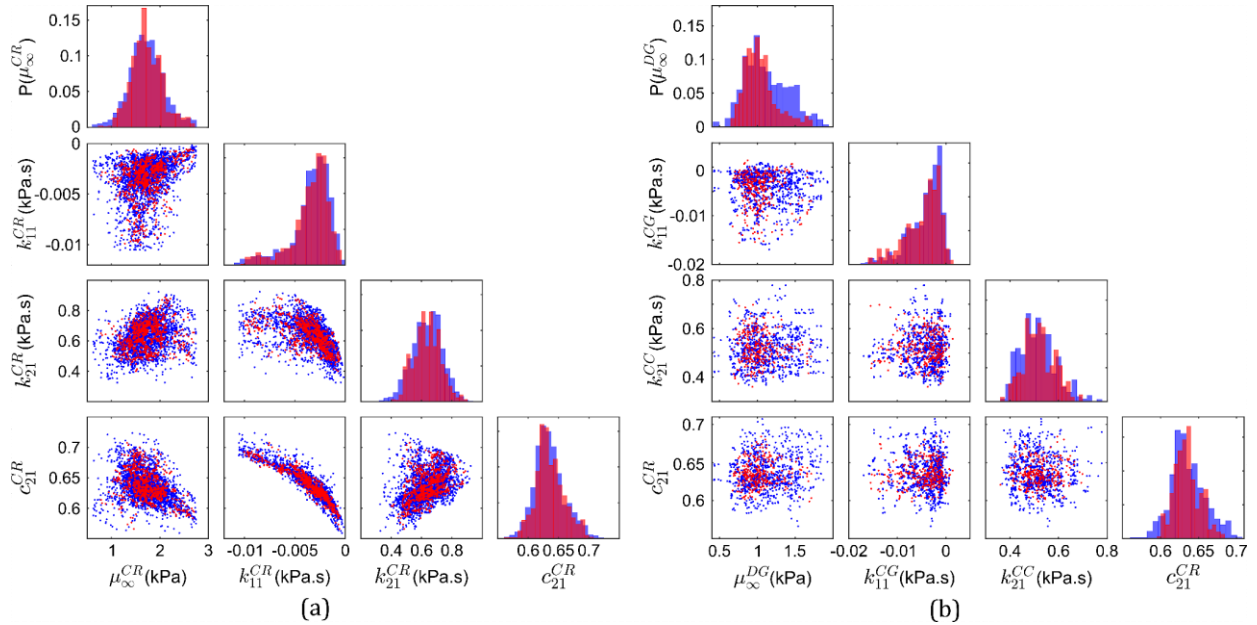 0.15
0.1
0.05
0
P(μ∞^CR)
0
-0.005
-0.01
k11^CR (kPa.s)
0.8
0.6
0.4
k21^CR (kPa.s)
0.7
0.65
0.6
c21^CR
1 2 3
-0.01 -0.005 0
0.4 0.6 0.8
0.6 0.65 0.7
μ∞^CR (kPa) k11^CR (kPa.s) k21^CR (kPa.s) c21^CR
(a)
0.15
0.1
0.05
0
P(μ∞^DG)
0
-0.01
-0.02
k11^CG (kPa.s)
0.8
0.6
0.4
k21^CC (kPa.s)
0.7
0.65
0.6
c21^CR
0.5 1 1.5
-0.02 -0.01 0
0.4 0.6 0.8
0.6 0.65 0.7
μ∞^DG (kPa) k11^CG (kPa.s) k21^CC (kPa.s) c21^CR
(b)